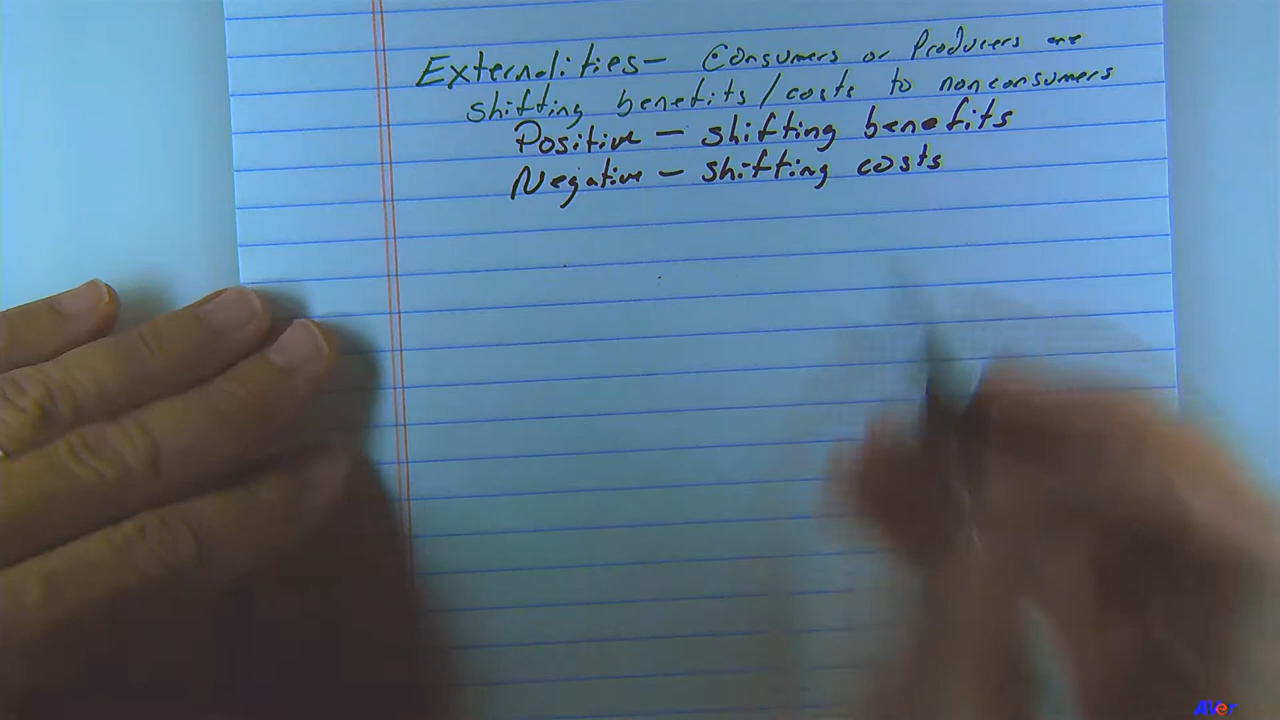 Externalities- Consumers or Producers are
shifting benefits/costs to nonconsumers
Positive - shifting benefits
Negative - shifting costs
AVer